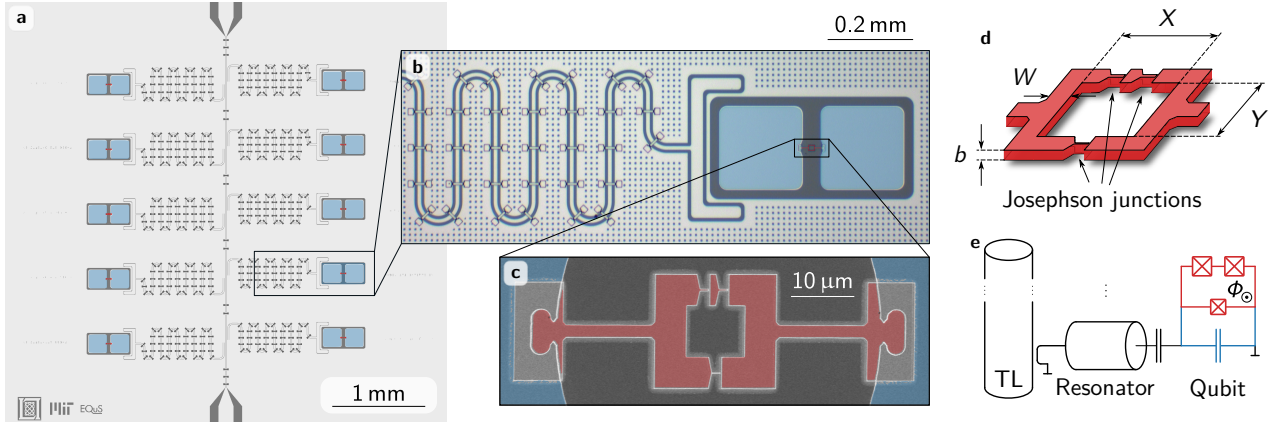 a
1 mm
MiT EQuS
b
0.2 mm
c
10 μm
d
X
W
Y
b
Josephson junctions
e
Φ
TL
Resonator
Qubit